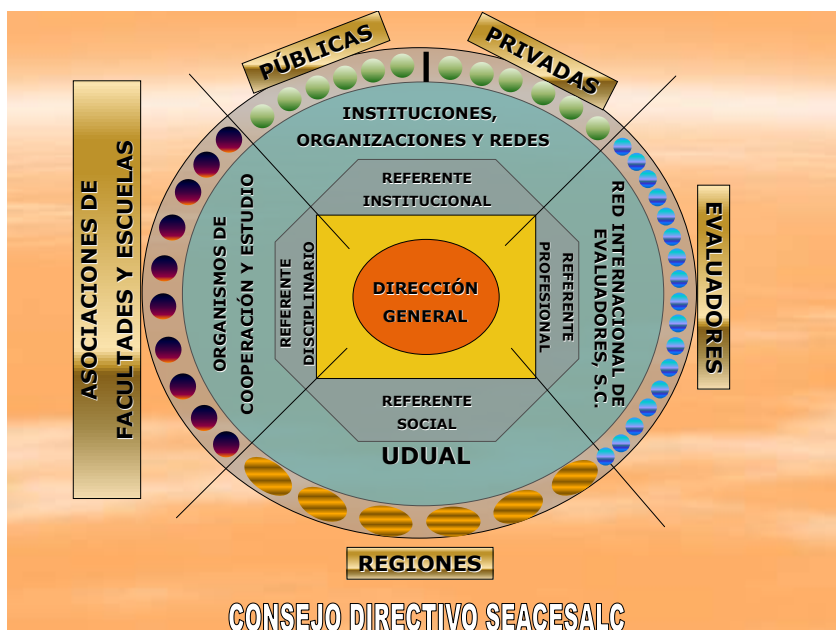 PÚBLICAS
PRIVADAS
INSTITUCIONES,
ORGANIZACIONES Y REDES
REFERENTE
INSTITUCIONAL
ASOCIACIONES DE
FACULTADES Y ESCUELAS
ORGANISMOS DE
COOPERACIÓN Y ESTUDIO
REFERENTE
DISCIPLINARIO
DIRECCIÓN
GENERAL
REFERENTE
PROFESIONAL
RED INTERNACIONAL DE
EVALUADORES, S.C.
EVALUADORES
REFERENTE
SOCIAL
UDUAL
REGIONES
CONSEJO DIRECTIVO SEACESALC